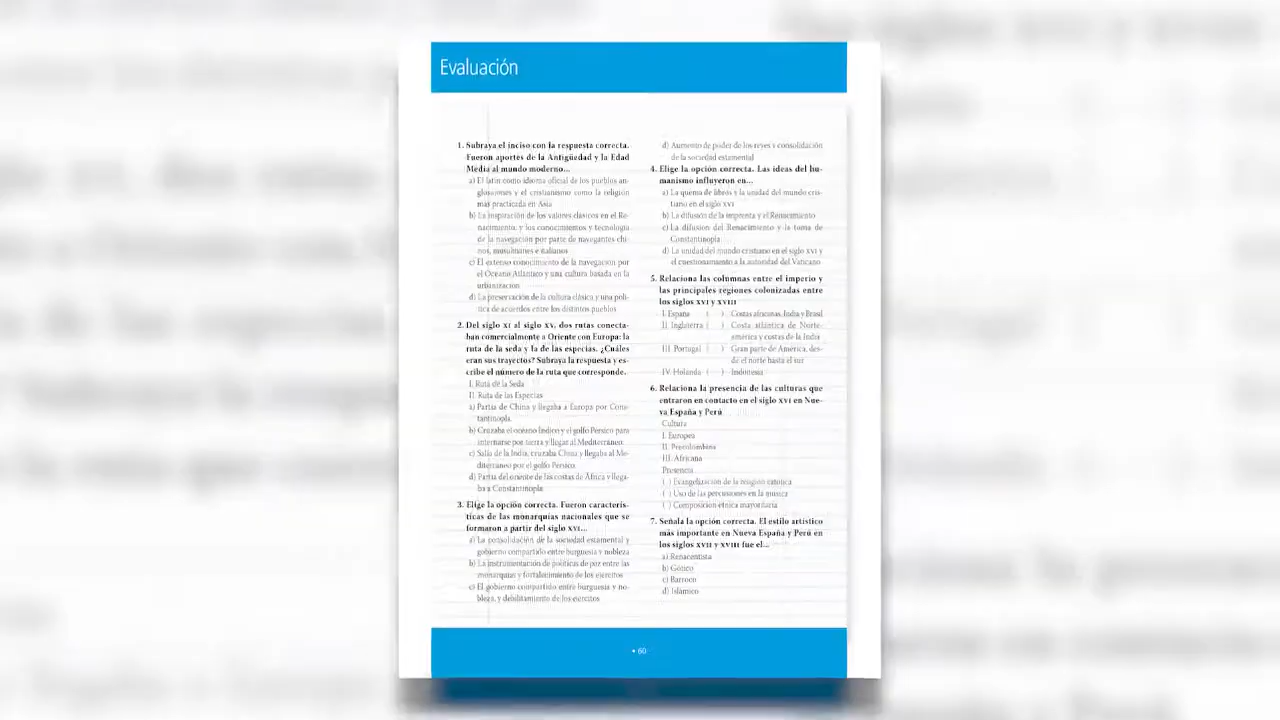 Evaluación
1. Subraya el inciso con la respuesta correcta.
Fueron aportes de la Antigüedad y la Edad
Media al mundo moderno...
a) El latín como idioma oficial de los pueblos an-
glosajones y el cristianismo como la religión
más practicada en Asia
b) La inspiración de los valores clásicos en el Re-
nacimiento, y los conocimientos y tecnología
de la navegación por parte de navegantes chi-
nos, musulmanes e italianos
c) El extenso conocimiento de la navegación por
el Océano Atlántico y una cultura basada en la
urbanización
d) La preservación de la cultura clásica y una polí-
tica de acuerdos entre los distintos pueblos
2. Del siglo XI al siglo XV, dos rutas conecta-
ban comercialmente a Oriente con Europa: la
ruta de la seda y la de las especias. ¿Cuáles
eran sus trayectos? Subraya la respuesta y es-
cribe el número de la ruta que corresponde.
I. Ruta de la Seda
II. Ruta de las Especias
a) Partía de China y llegaba a Europa por Cons-
tantinopla.
b) Cruzaba el océano Índico y el golfo Pérsico para
internarse por tierra y llegar al Mediterráneo.
c) Salía de la India, cruzaba China y llegaba al Me-
diterráneo por el golfo Pérsico.
d) Partía del oriente de las costas de África y llega-
ba a Constantinopla
3. Elige la opción correcta. Fueron caracterís-
ticas de las monarquías nacionales que se
formaron a partir del siglo XVI...
a) La consolidación de la sociedad estamental y
gobierno compartido entre burguesía y nobleza
b) La instrumentación de políticas de paz entre las
monarquías y fortalecimiento de los ejércitos
c) El gobierno compartido entre burguesía y no-
bleza, y debilitamiento de los ejércitos
d) Aumento de poder de los reyes y consolidación
de la sociedad estamental
4. Elige la opción correcta. Las ideas del hu-
manismo influyeron en...
a) La quema de libros y la unidad del mundo cris-
tiano en el siglo XVI
b) La difusión de la imprenta y el Renacimiento
c) La difusión del Renacimiento y la toma de
Constantinopla
d) La unidad del mundo cristiano en el siglo XVI y
el cuestionamiento a la autoridad del Vaticano
5. Relaciona las columnas entre el imperio y
las principales regiones colonizadas entre
los siglos XVI y XVIII
I. España ( ) Costas africanas, India y Brasil
II. Inglaterra ( ) Costa atlántica de Norte-
américa y costas de la India
III. Portugal ( ) Gran parte de América, des-
de el norte hasta el sur
IV. Holanda ( ) Indonesia
6. Relaciona la presencia de las culturas que
entraron en contacto en el siglo XVI en Nue-
va España y Perú
Cultura
I. Europea
II. Precolombina
III. Africana
Presencia
( ) Evangelización de la religión católica
( ) Uso de las percusiones en la música
( ) Composición étnica mayoritaria
7. Señala la opción correcta. El estilo artístico
más importante en Nueva España y Perú en
los siglos XVII y XVIII fue el...
a) Renacentista
b) Gótico
c) Barroco
d) Islámico
• 60